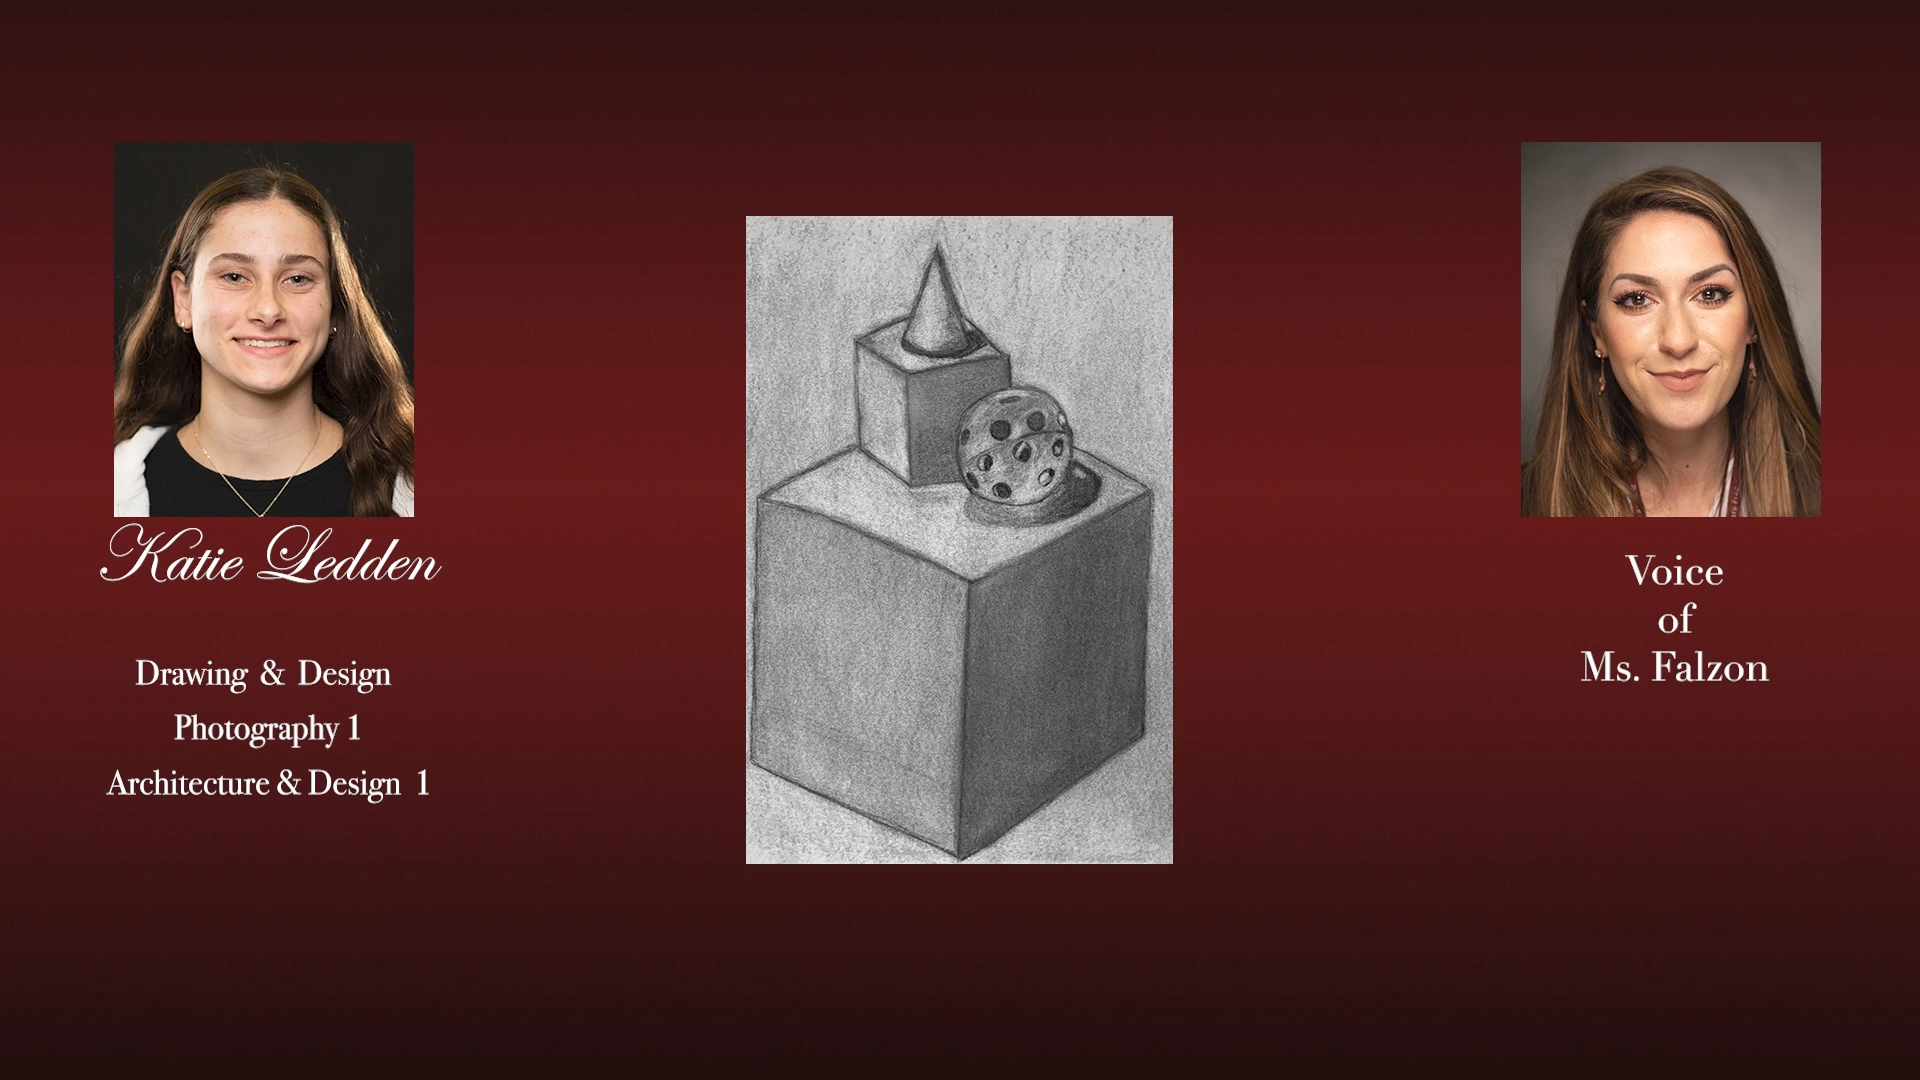 Katie Ledden
Drawing & Design
Photography 1
Architecture & Design 1
Voice
of
Ms. Falzon